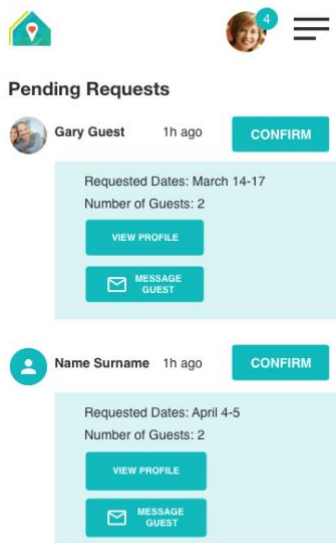 4
Pending Requests
Gary Guest 1h ago CONFIRM
Requested Dates: March 14-17
Number of Guests: 2
VIEW PROFILE
MESSAGE
GUEST
Name Surname 1h ago CONFIRM
Requested Dates: April 4-5
Number of Guests: 2
VIEW PROFILE
MESSAGE
GUEST